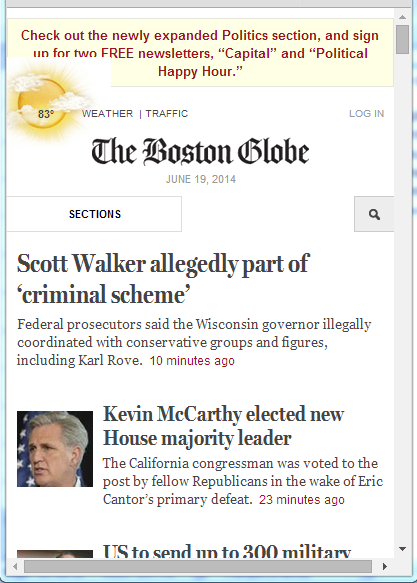 Check out the newly expanded Politics section, and sign
up for two FREE newsletters, “Capital” and “Political
Happy Hour.”
83° WEATHER | TRAFFIC LOG IN
The Boston Globe
JUNE 19, 2014
SECTIONS
Scott Walker allegedly part of
‘criminal scheme’
Federal prosecutors said the Wisconsin governor illegally
coordinated with conservative groups and figures,
including Karl Rove. 10 minutes ago
Kevin McCarthy elected new
House majority leader
The California congressman was voted to the
post by fellow Republicans in the wake of Eric
Cantor’s primary defeat. 23 minutes ago
US to send up to 300 military